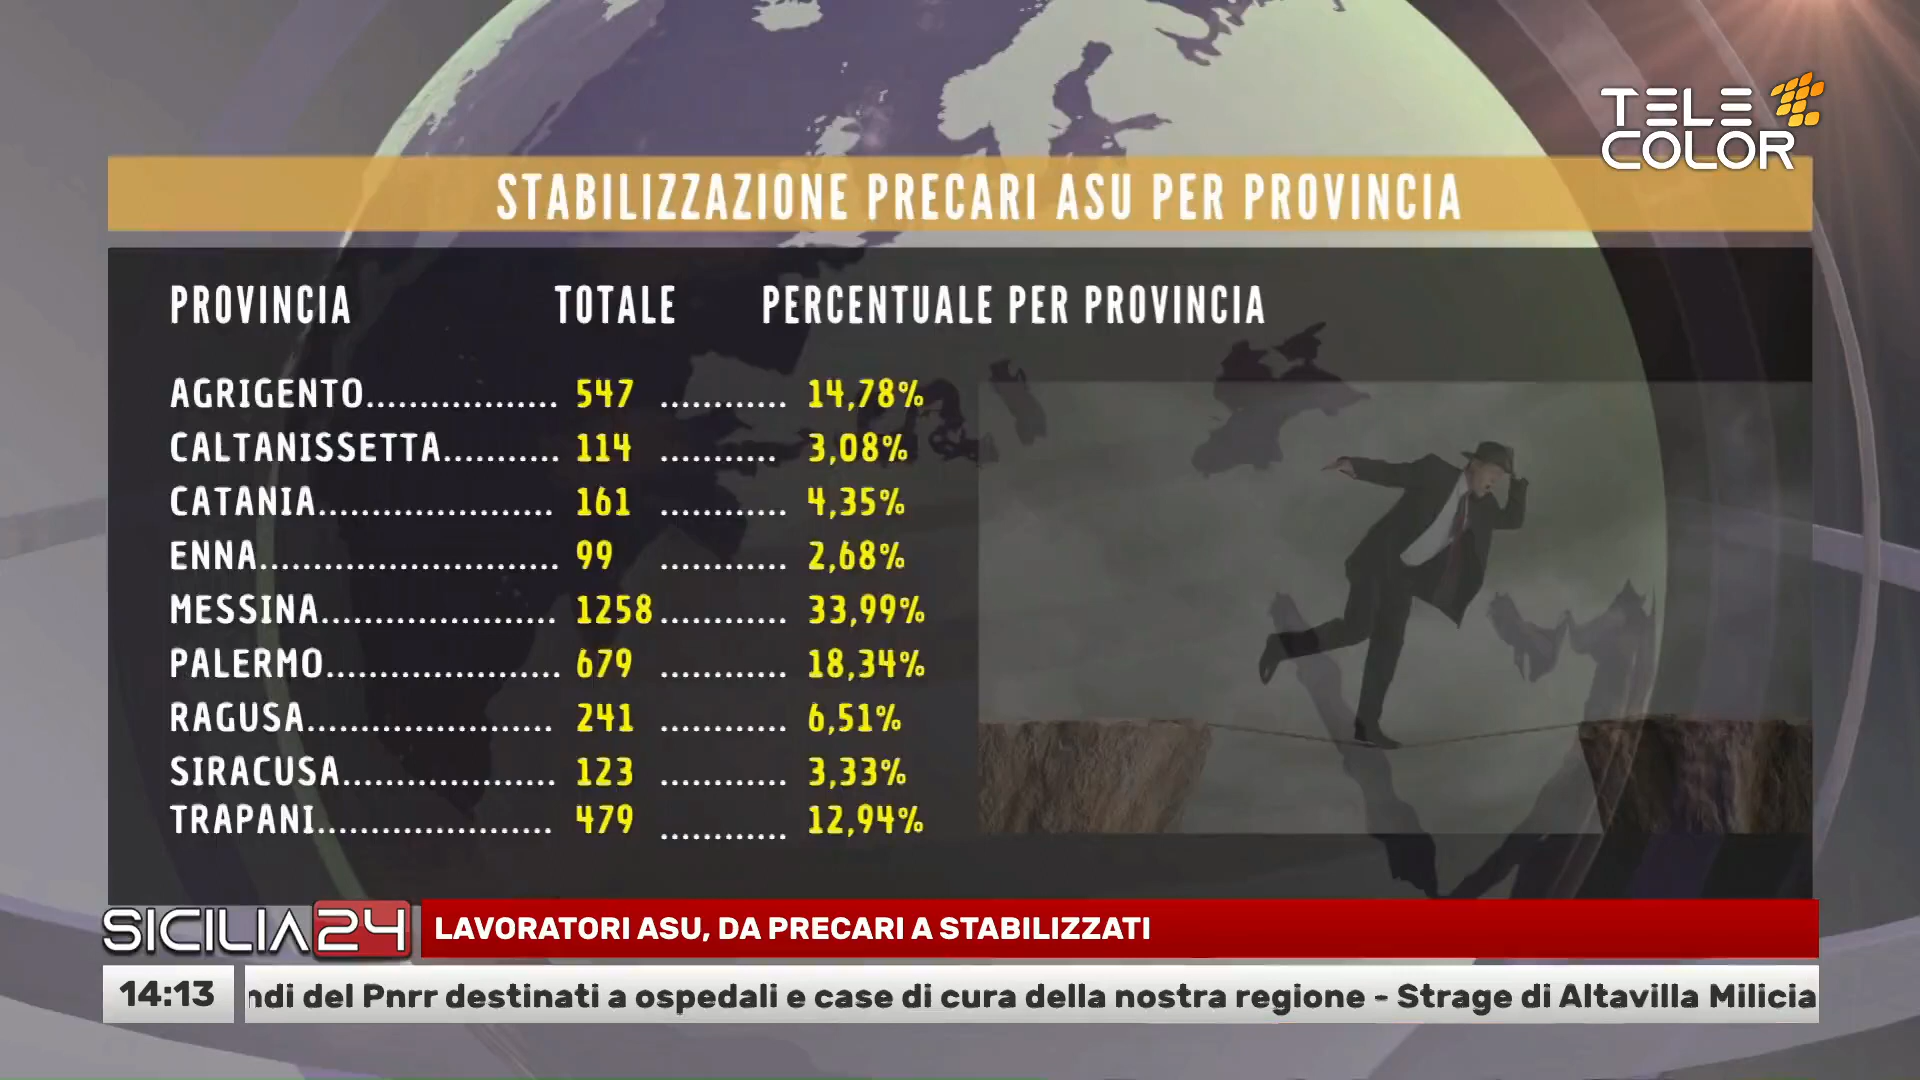 TELE
COLOR
STABILIZZAZIONE PRECARI ASU PER PROVINCIA
PROVINCIA TOTALE PERCENTUALE PER PROVINCIA
AGRIGENTO.................. 547 ............ 14,78%
CALTANISSETTA........... 114 ........... 3,08%
CATANIA...................... 161 ............ 4,35%
ENNA............................ 99 ............ 2,68%
MESSINA...................... 1258 ............ 33,99%
PALERMO...................... 679 ............ 18,34%
RAGUSA....................... 241 ............ 6,51%
SIRACUSA.................... 123 ............ 3,33%
TRAPANI...................... 479 ............ 12,94%
SICILIA24 LAVORATORI ASU, DA PRECARI A STABILIZZATI
14:13 ndi del Pnrr destinati a ospedali e case di cura della nostra regione - Strage di Altavilla Milicia